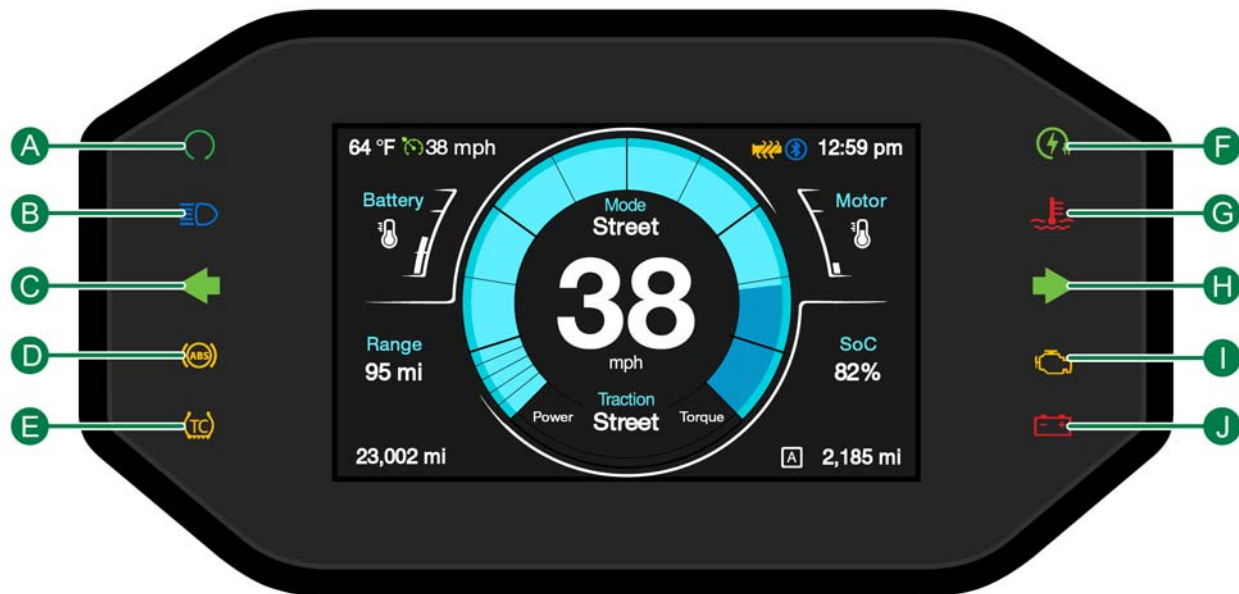 A
B
C
D
E
ABS
TC
64 °F 38 mph
12:59 pm
Battery
Motor
Mode
Street
38
mph
Range
95 mi
SoC
82%
Traction
Street
Power
Torque
23,002 mi
A 2,185 mi
F
G
H
I
J